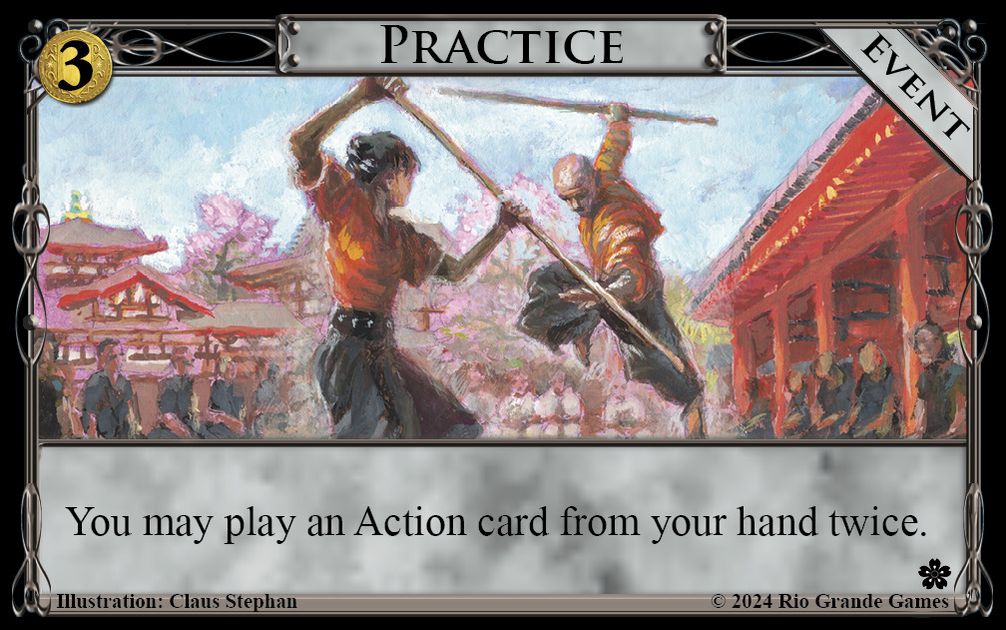 3
PRACTICE
EVENT
You may play an Action card from your hand twice.
Illustration: Claus Stephan
© 2024 Rio Grande Games